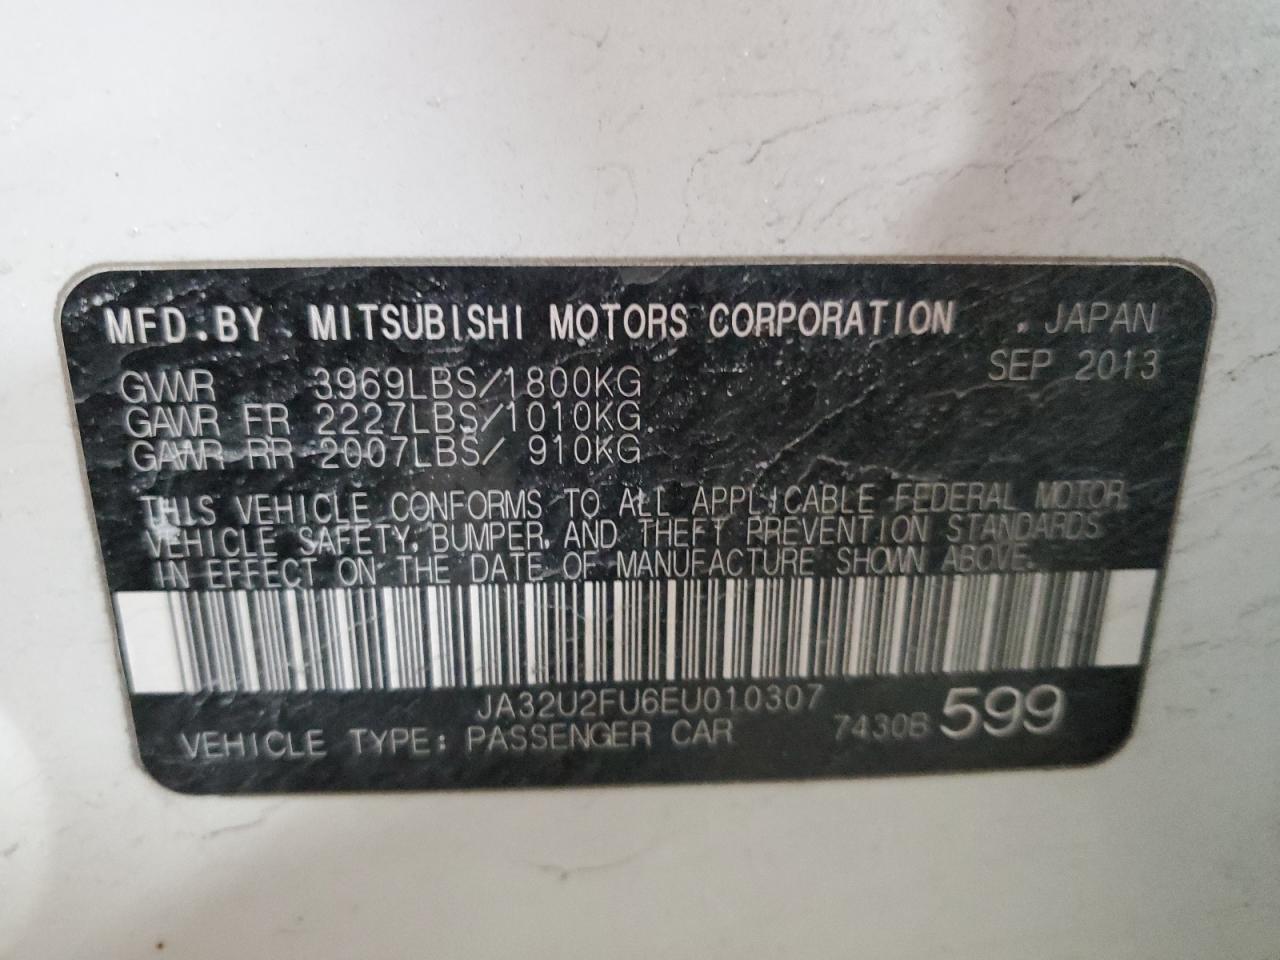 MFD.BY MITSUBISHI MOTORS CORPORATION . JAPAN
SEP 2013
GVWR 3969LBS/1800KG
GAWR FR 2227LBS/1010KG
GAWR RR 2007LBS/ 910KG
THIS VEHICLE CONFORMS TO ALL APPLICABLE FEDERAL MOTOR
VEHICLE SAFETY, BUMPER, AND THEFT PREVENTION STANDARDS
IN EFFECT ON THE DATE OF MANUFACTURE SHOWN ABOVE.
JA32U2FU6EU010307
VEHICLE TYPE: PASSENGER CAR 7430B 599